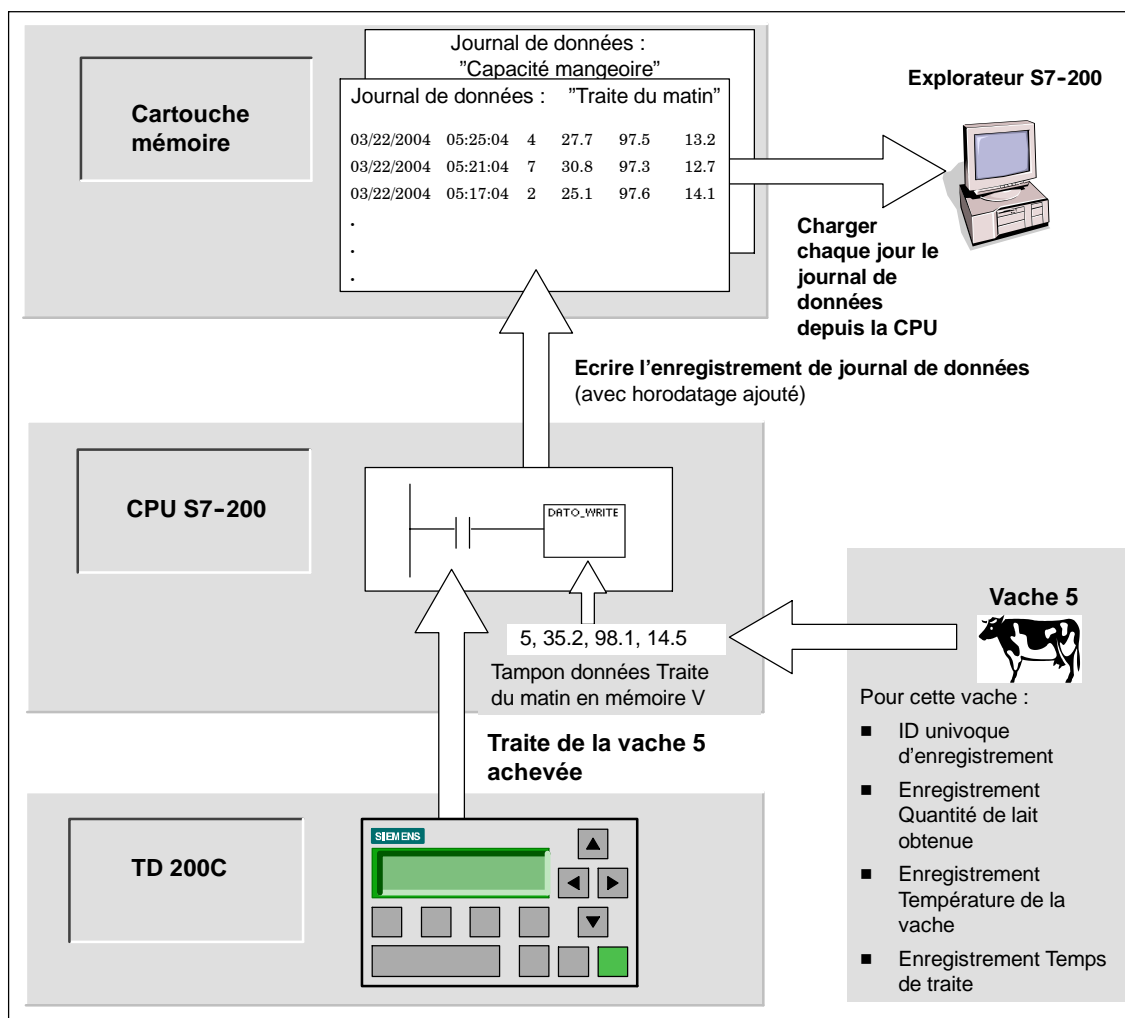 Journal de données :
"Capacité mangeoire"
Journal de données : "Traite du matin"
03/22/2004 05:25:04 4 27.7 97.5 13.2
03/22/2004 05:21:04 7 30.8 97.3 12.7
03/22/2004 05:17:04 2 25.1 97.6 14.1
.
.
.
Cartouche
mémoire
Explorateur S7-200
Charger
chaque jour le
journal de
données
depuis la CPU
Ecrire l'enregistrement de journal de données
(avec horodatage ajouté)
CPU S7-200
DATO_WRITE
5, 35.2, 98.1, 14.5
Tampon données Traite
du matin en mémoire V
Vache 5
Pour cette vache :
■ ID univoque
d'enregistrement
■ Enregistrement
Quantité de lait
obtenue
■ Enregistrement
Température de la
vache
■ Enregistrement Temps
de traite
Traite de la vache 5
achevée
TD 200C
SIEMENS